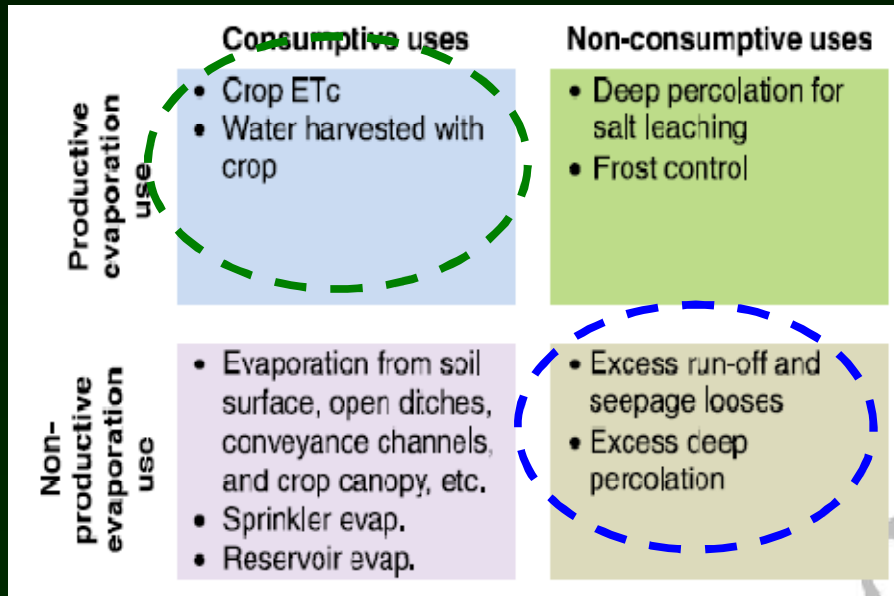 Consumptive uses
Non-consumptive uses
Productive
evaporation
use
• Crop ETc
• Water harvested with
crop
• Deep percolation for
salt leaching
• Frost control
Non-
productive
evaporation
use
• Evaporation from soil
surface, open ditches,
conveyance channels,
and crop canopy, etc.
• Sprinkler evap.
• Reservoir evap.
• Excess run-off and
seepage looses
• Excess deep
percolation